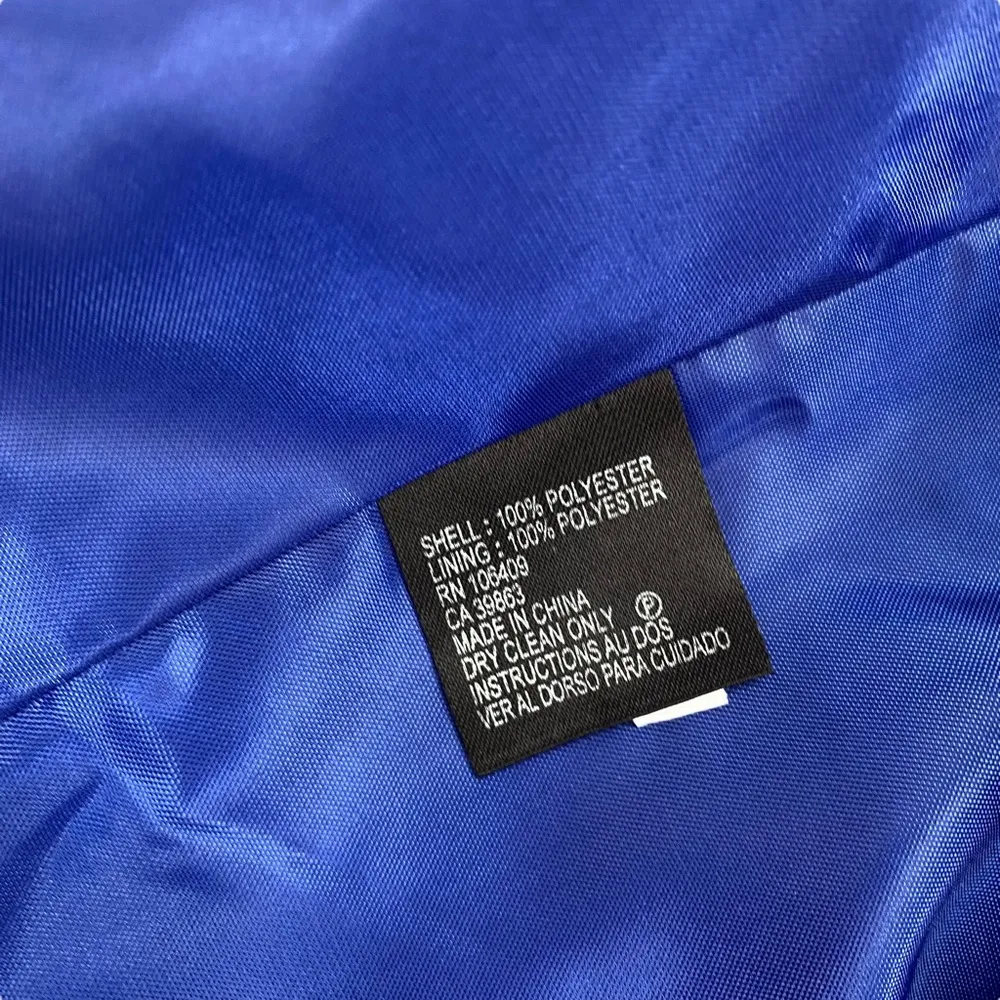 SHELL : 100% POLYESTER
LINING : 100% POLYESTER
RN 106409
CA 39863
MADE IN CHINA
DRY CLEAN ONLY Ⓟ
INSTRUCTIONS AU DOS
VER AL DORSO PARA CUIDADO